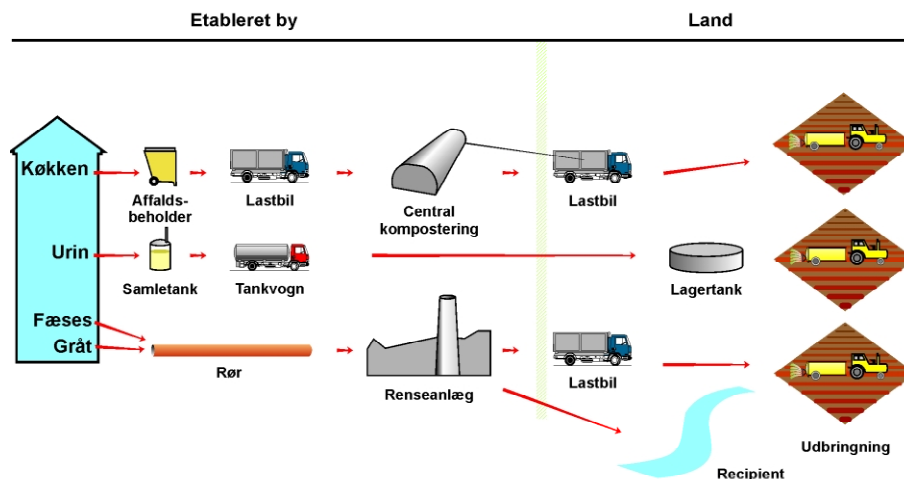 Etableret by
Land
Køkken
Affalds-
beholder
Lastbil
Central
kompostering
Lastbil
Urin
Samletank
Tankvogn
Lagertank
Fæses
Gråt
Rør
Renseanlæg
Lastbil
Udbringning
Recipient